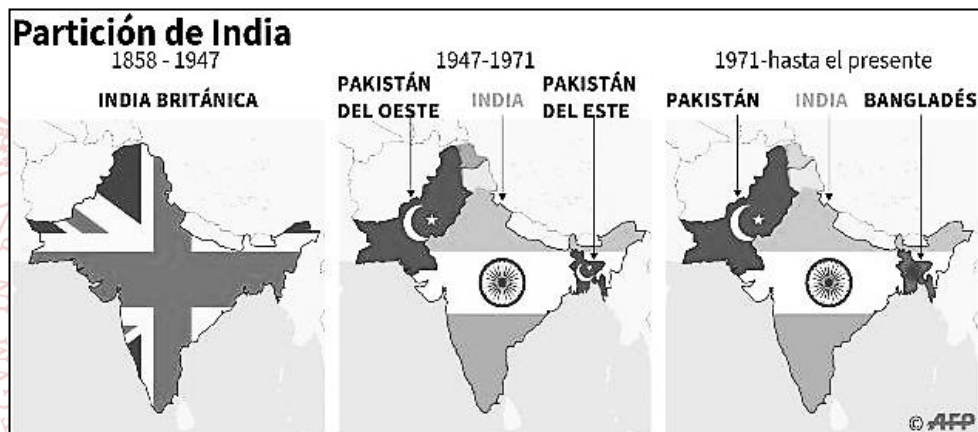 Partición de India
1858 - 1947
INDIA BRITÁNICA
1947-1971
PAKISTÁN
DEL OESTE
INDIA
PAKISTÁN
DEL ESTE
1971-hasta el presente
PAKISTÁN
INDIA
BANGLADÉS
© AFP